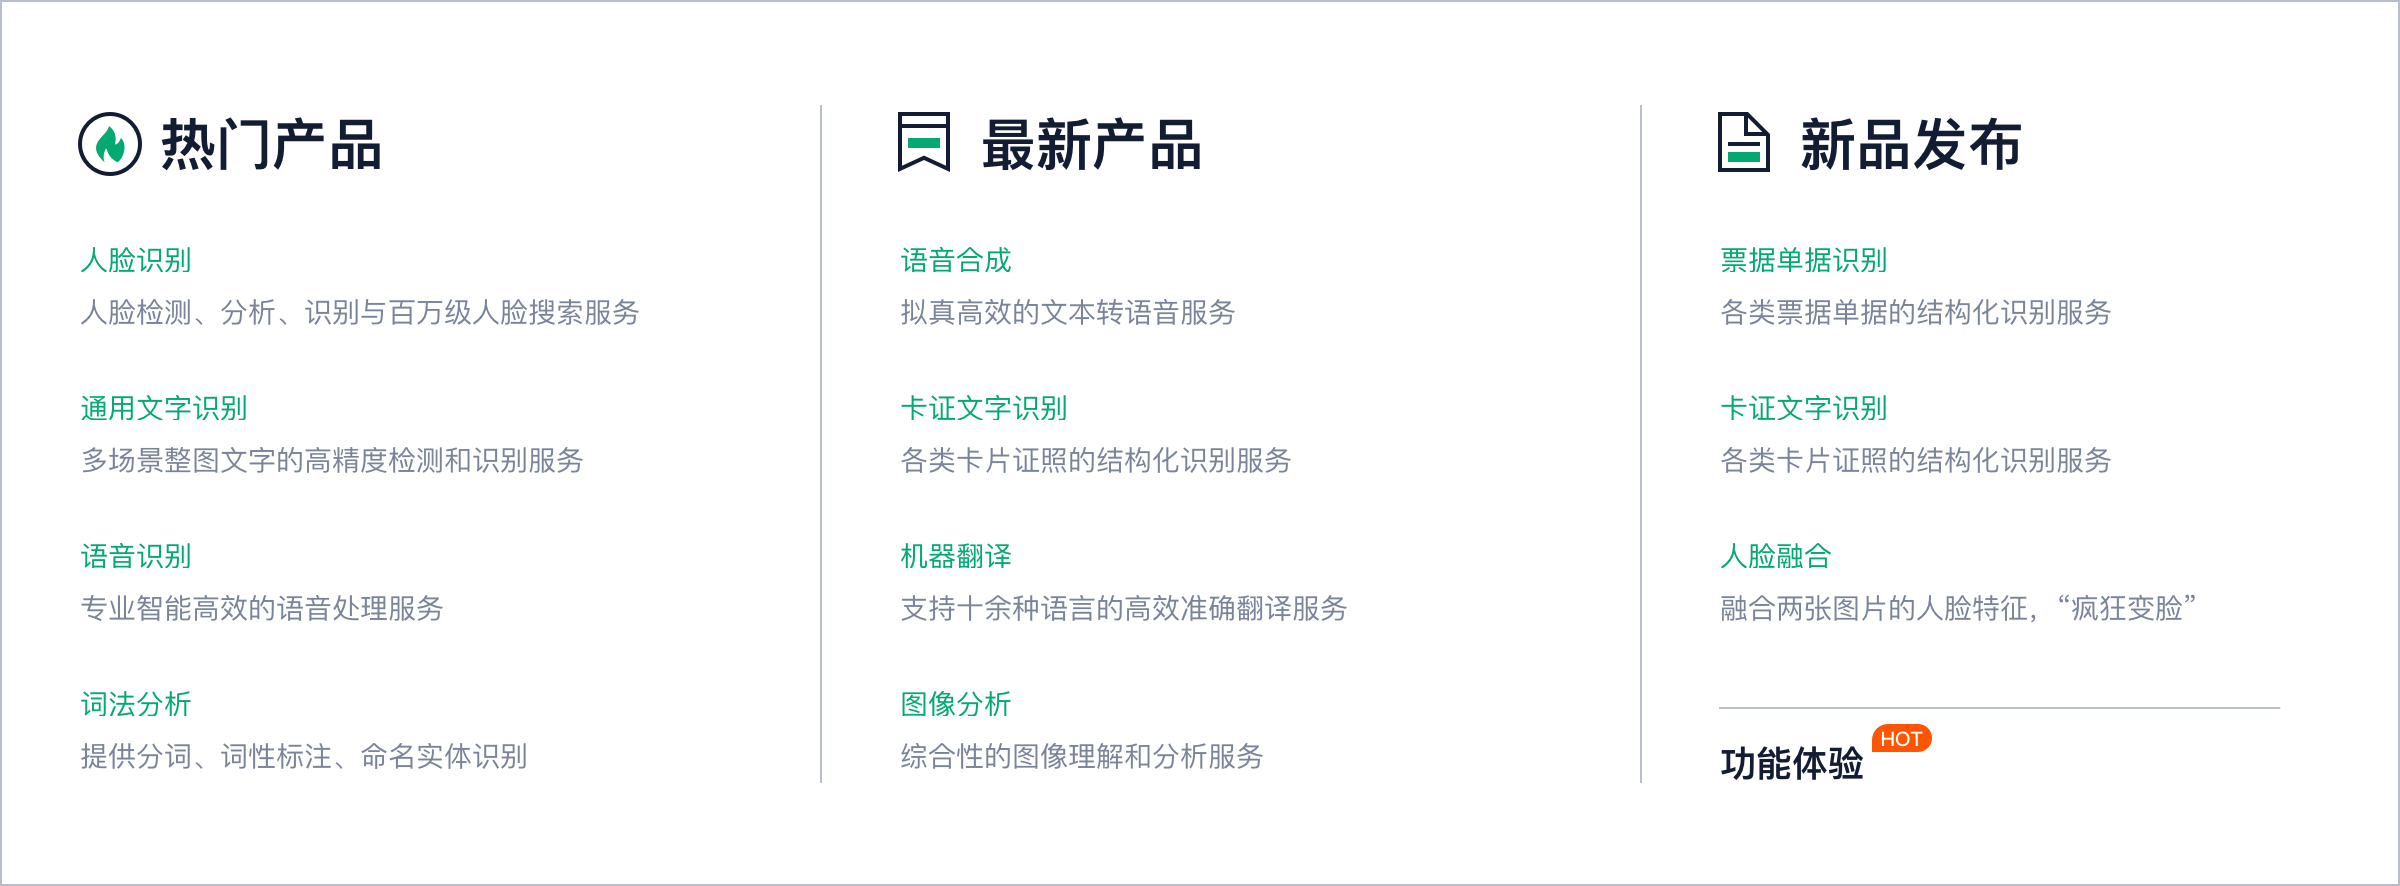 热门产品
人脸识别
人脸检测、分析、识别与百万级人脸搜索服务
通用文字识别
多场景整图文字的高精度检测和识别服务
语音识别
专业智能高效的语音处理服务
词法分析
提供分词、词性标注、命名实体识别
最新产品
语音合成
拟真高效的文本转语音服务
卡证文字识别
各类卡片证照的结构化识别服务
机器翻译
支持十余种语言的高效准确翻译服务
图像分析
综合性的图像理解和分析服务
新品发布
票据单据识别
各类票据单据的结构化识别服务
卡证文字识别
各类卡片证照的结构化识别服务
人脸融合
融合两张图片的人脸特征，“疯狂变脸”
功能体验 HOT